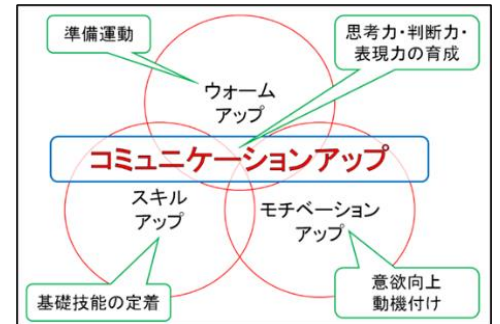 準備運動
思考力・判断力・
表現力の育成
ウォーム
アップ
コミュニケーションアップ
スキル
アップ
モチベーション
アップ
基礎技能の定着
意欲向上
動機付け